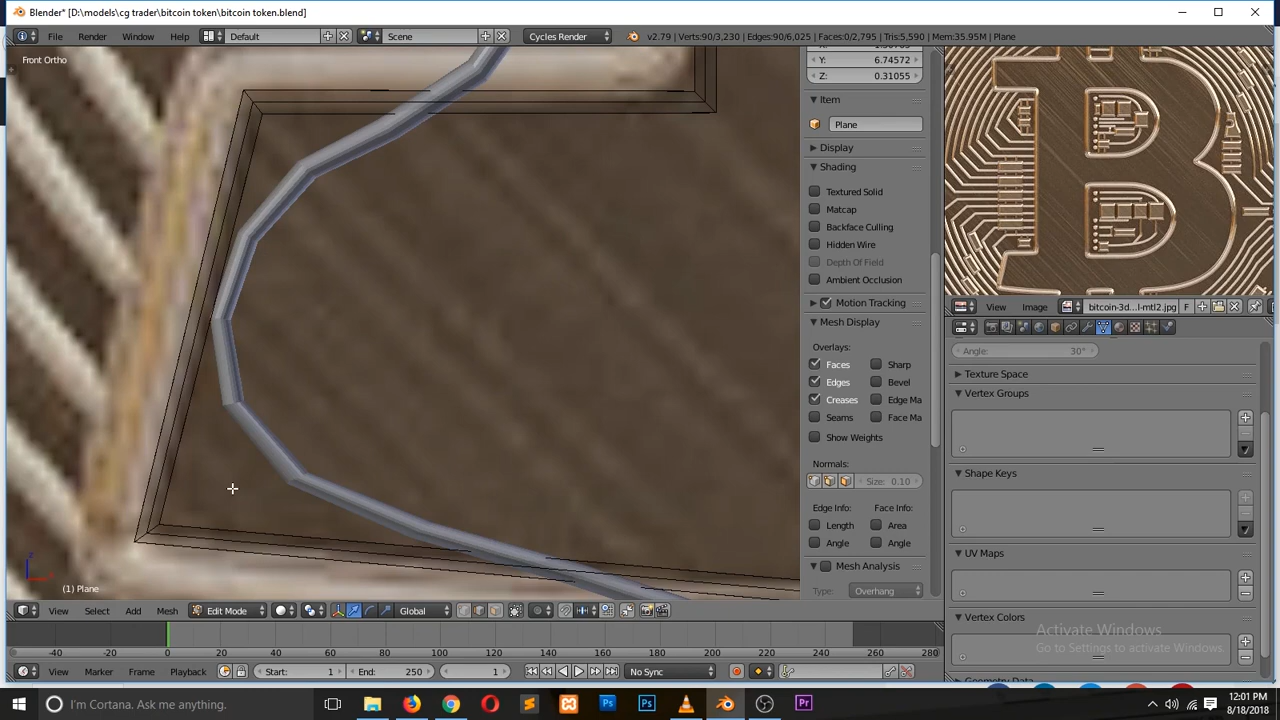 Blender* [D:\models\cg trader\bitcoin token\bitcoin token.blend]
File Render Window Help Default Scene Cycles Render v2.79 | Verts:90/3,230 | Edges:90/6,025 | Faces:0/2,795 | Tris:5,590 | Mem:35.95M | Plane
Front Ortho
Y: 6.74572
Z: 0.31055
Item
Plane
Display
Shading
Textured Solid
Matcap
Backface Culling
Hidden Wire
Depth Of Field
Ambient Occlusion
Motion Tracking
Mesh Display
Overlays:
Faces Sharp
Edges Bevel
Creases Edge Ma
Seams Face Ma
Show Weights
Normals:
Size: 0.10
Edge Info: Face Info:
Length Area
Angle Angle
Mesh Analysis
Type: Overhang
View Image bitcoin-3d...l-mtl2.jpg F
Angle: 30°
Texture Space
Vertex Groups
Shape Keys
UV Maps
Vertex Colors
Activate Windows
Go to Settings to activate Windows.
(1) Plane
View Select Add Mesh Edit Mode Global
-40 -20 0 20 40 60 80 100 120 140 160 180 200 220 240 260 280
View Marker Frame Playback Start: 1 End: 250 1 No Sync
I'm Cortana. Ask me anything.
12:01 PM
8/18/2018